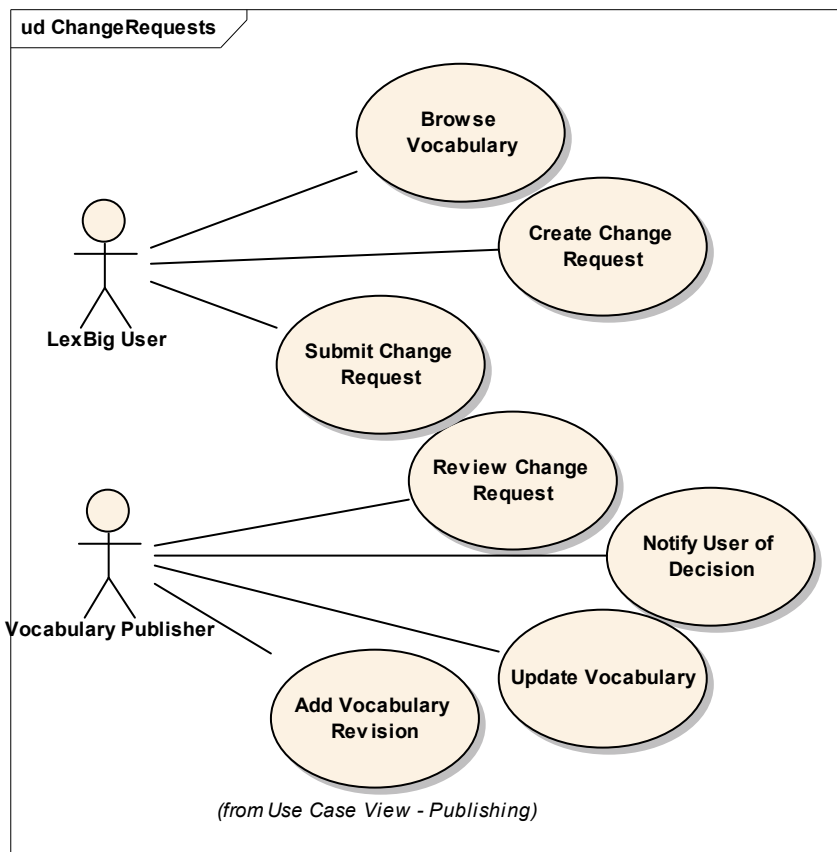 ud ChangeRequests
Browse
Vocabulary
Create Change
Request
LexBig User
Submit Change
Request
Review Change
Request
Notify User of
Decision
Vocabulary Publisher
Update Vocabulary
Add Vocabulary
Revision
(from Use Case View - Publishing)